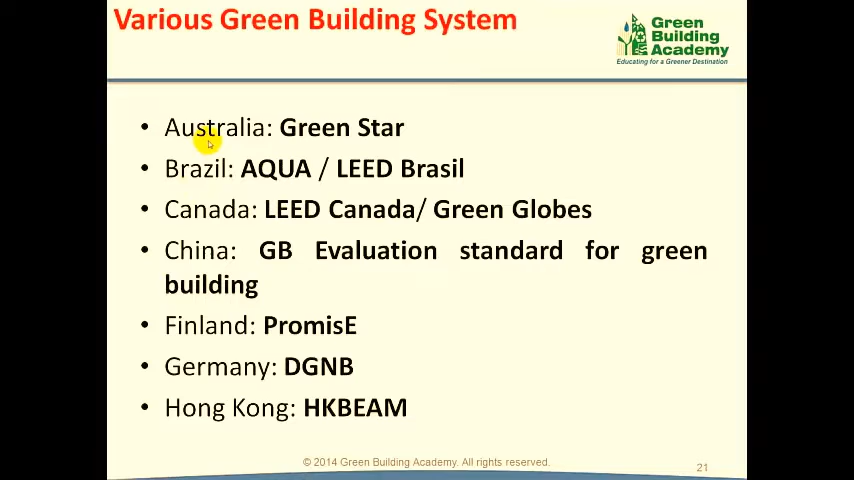 Various Green Building System
Green
Building
Academy
Educating for a Greener Destination
• Australia: Green Star
• Brazil: AQUA / LEED Brasil
• Canada: LEED Canada/ Green Globes
• China: GB Evaluation standard for green
building
• Finland: PromisE
• Germany: DGNB
• Hong Kong: HKBEAM
© 2014 Green Building Academy. All rights reserved.
21